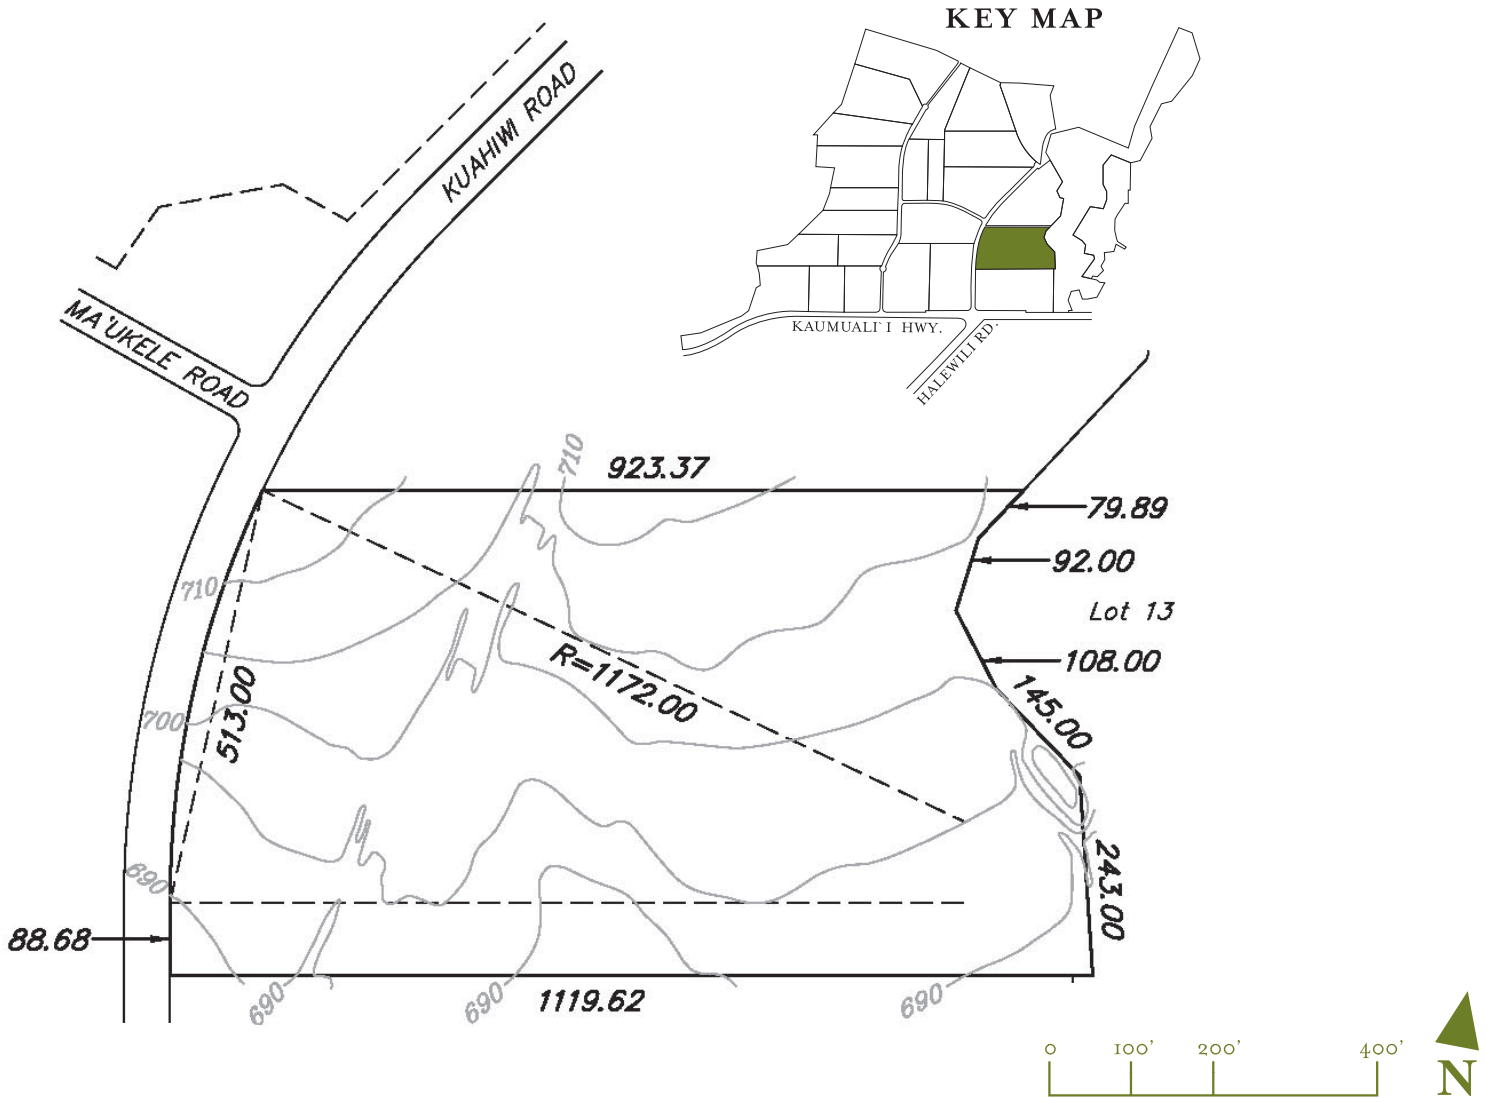 KEY MAP
KUAHIWI ROAD
MA'UKELE ROAD
KAUMUALI`I HWY.
HALEWILI RD.
710
923.37
79.89
92.00
Lot 13
108.00
145.00
710
R=1172.00
513.00
700
690
243.00
88.68
690
690
1119.62
690
0 100' 200' 400'
N